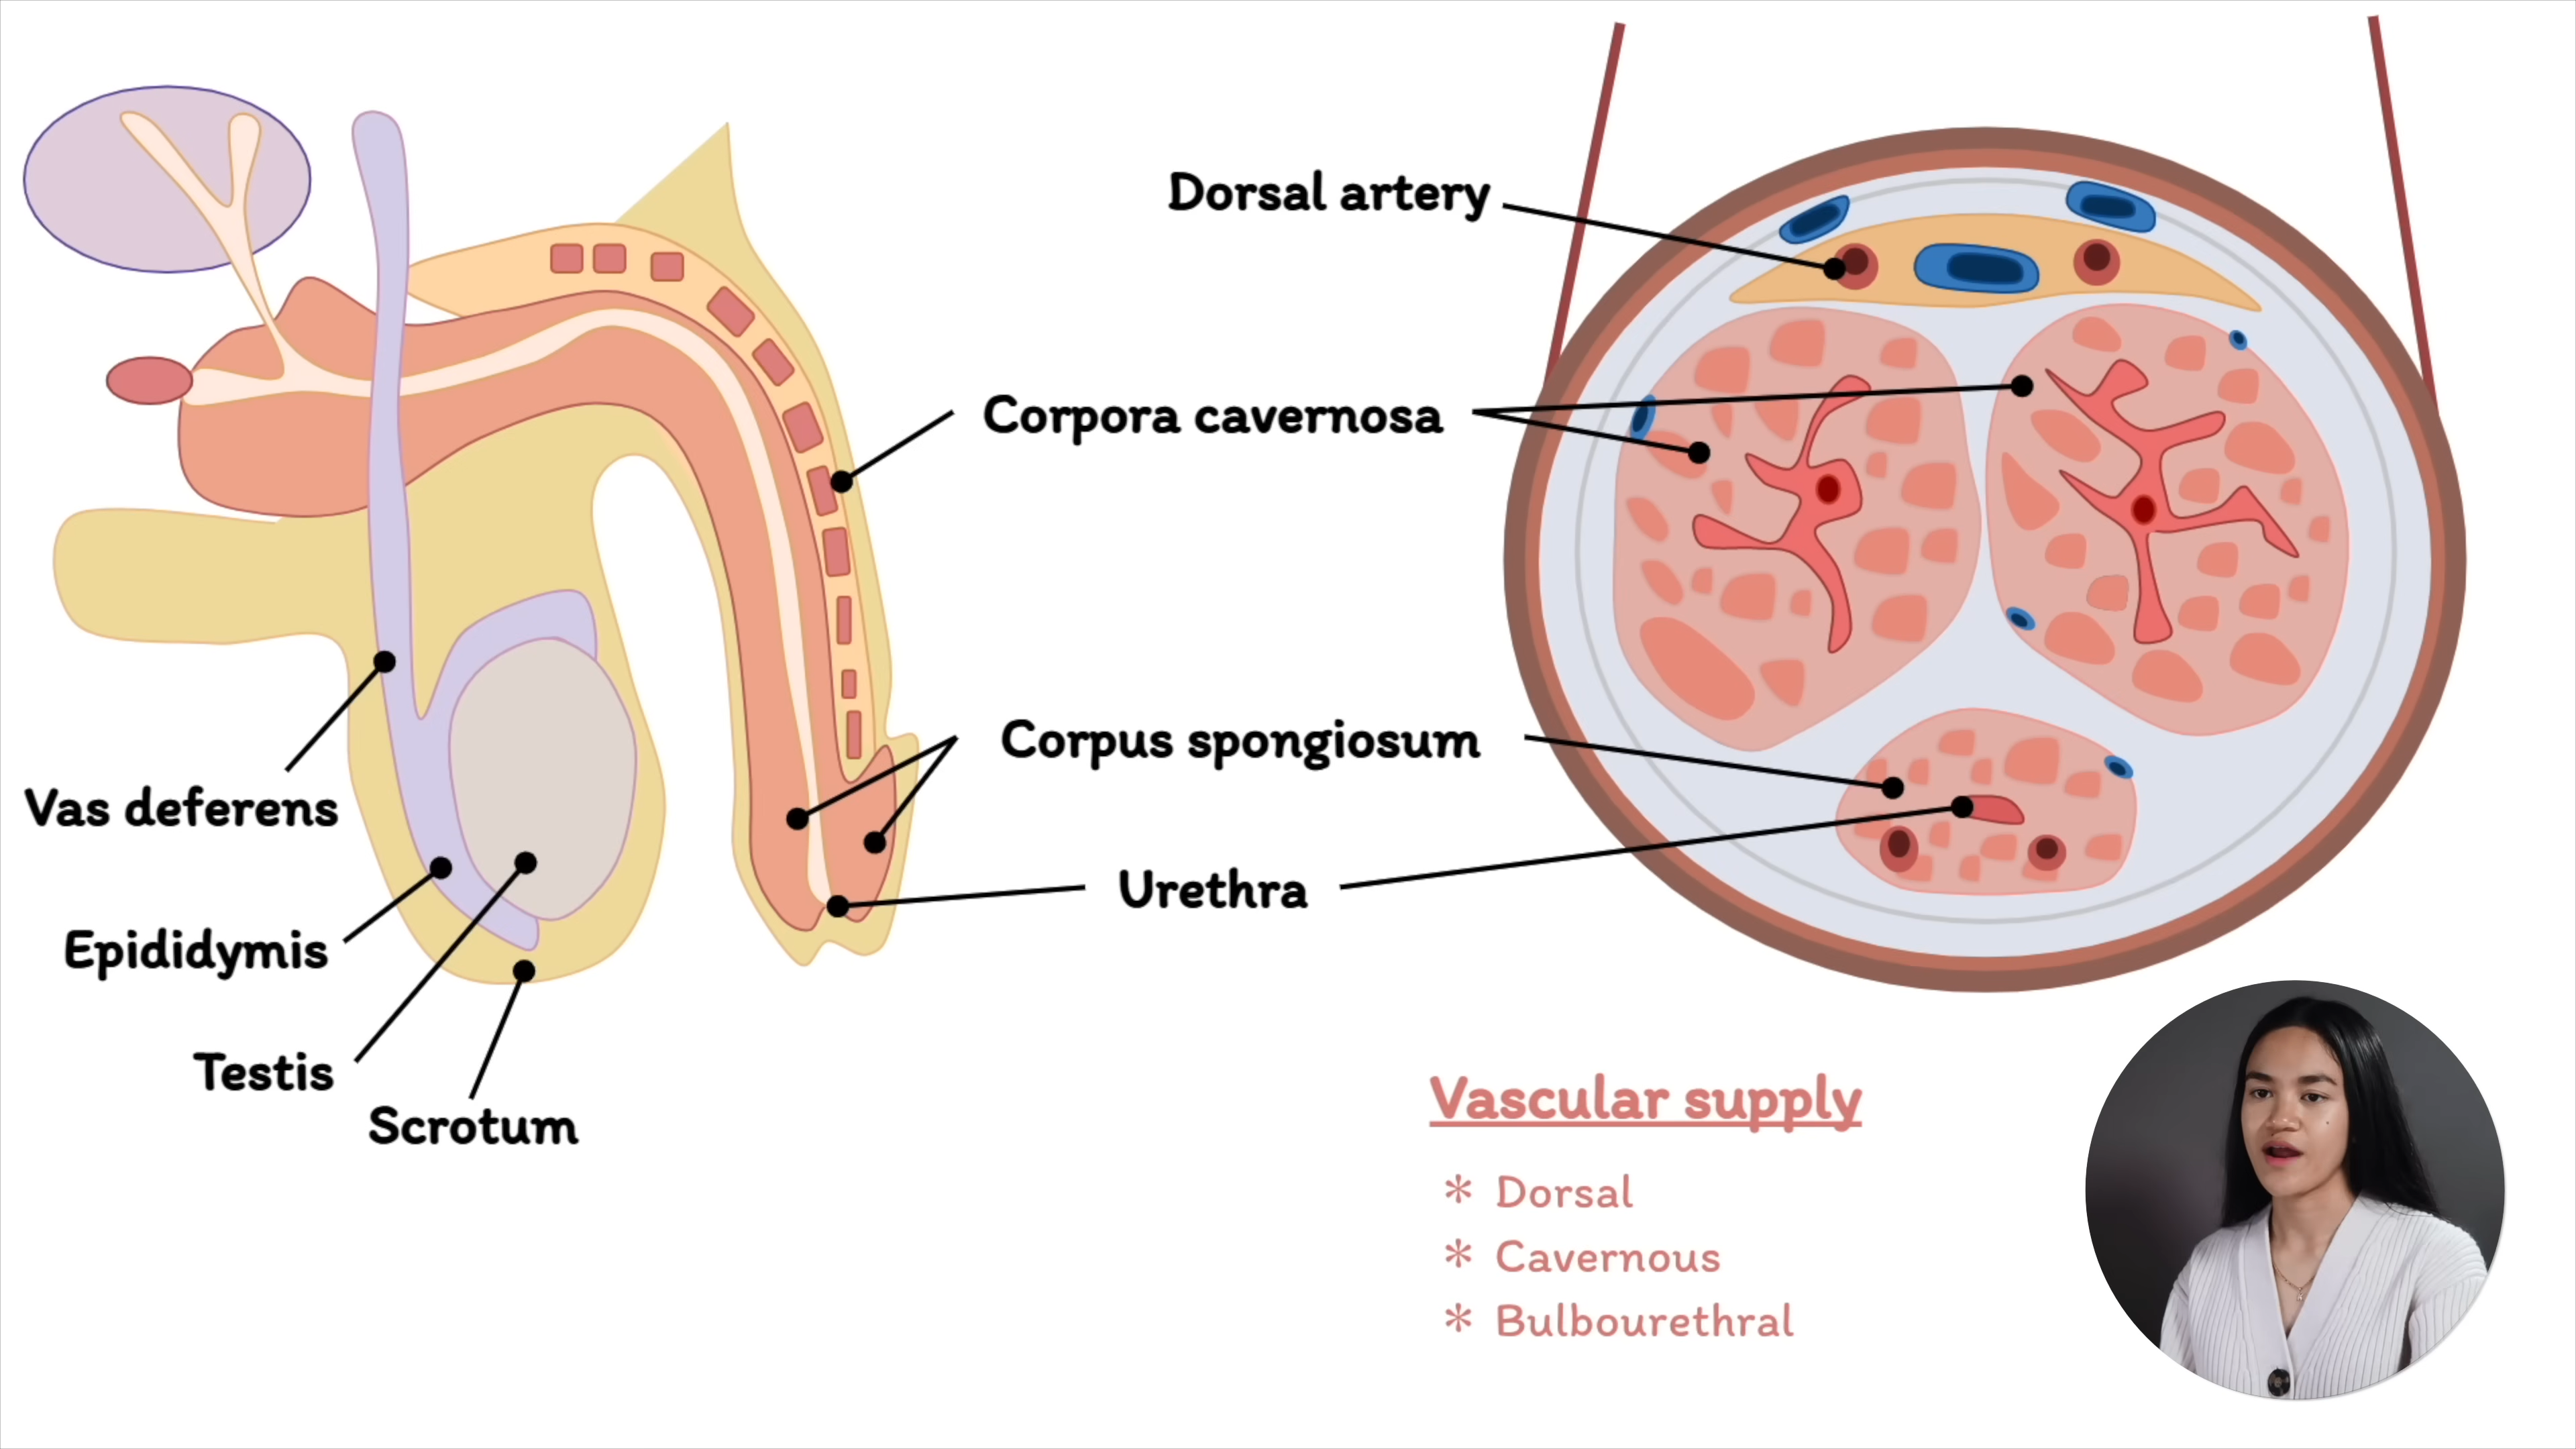 Dorsal artery
Corpora cavernosa
Corpus spongiosum
Vas deferens
Urethra
Epididymis
Testis
Scrotum
Vascular supply
* Dorsal
* Cavernous
* Bulbourethral